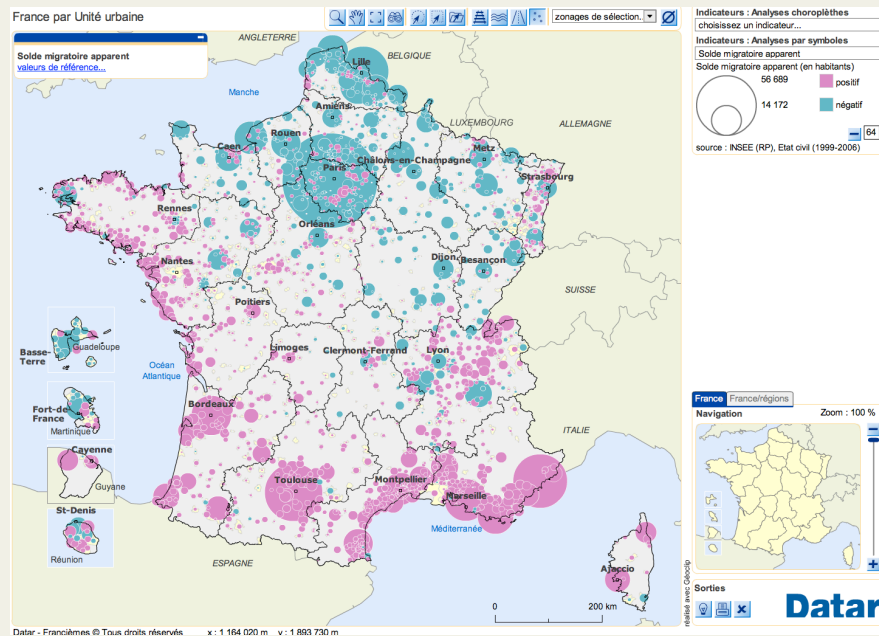 France par Unité urbaine
zonages de sélection..
Solde migratoire apparent
valeurs de référence...
Indicateurs : Analyses choroplèthes
choisissez un indicateur...
Indicateurs : Analyses par symboles
Solde migratoire apparent
Solde migratoire apparent (en habitants)
56 689
positif
14 172
négatif
64
source : INSEE (RP), Etat civil (1999-2006)
ANGLETERRE
BELGIQUE
Lille
Manche
Amiens
LUXEMBOURG
ALLEMAGNE
Rouen
Caen
Metz
Châlons-en-Champagne
Paris
Strasbourg
Rennes
Orléans
Nantes
Dijon
Besançon
SUISSE
Poitiers
Limoges
Clermont-Ferrand
Lyon
Océan
Atlantique
Basse-
Terre
Guadeloupe
Fort-de-
France
Martinique
Bordeaux
Cayenne
Guyane
Toulouse
Montpellier
Marseille
ITALIE
Méditerranée
St-Denis
Réunion
ESPAGNE
Ajaccio
0
200 km
France
France/régions
Navigation
Zoom : 100 %
Sorties
Datar
réalisé avec Géoclip
Datar - Francièmes © Tous droits réservés
x : 1 164 020 m
y : 1 893 730 m